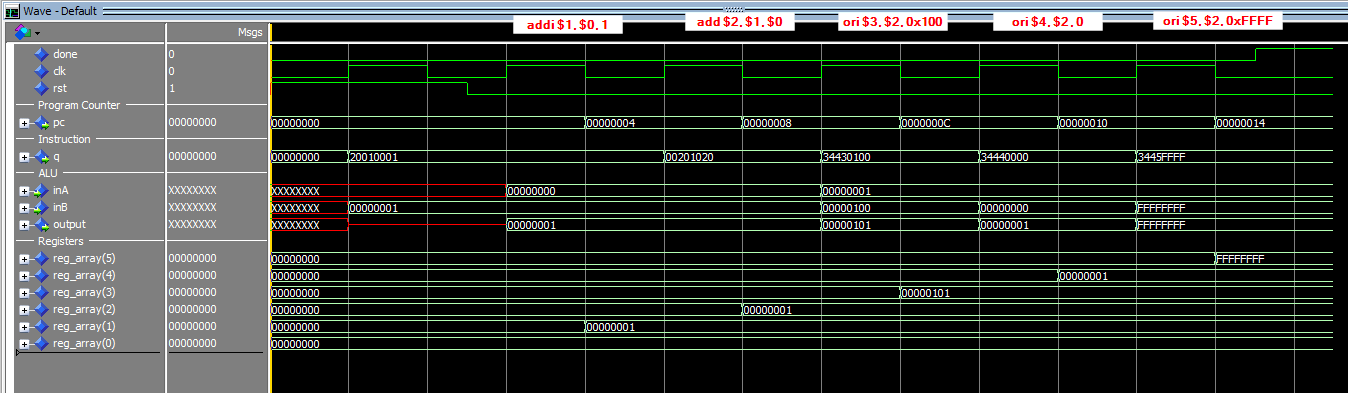 Wave - Default
addi $1, $0, 1 add $2, $1, $0 ori $3, $2, 0x100 ori $4, $2, 0 ori $5, $2, 0xFFFF
Msgs
done 0
clk 0
rst 1
Program Counter
pc 00000000 00000000 00000004 00000008 0000000C 00000010 00000014
Instruction
q 00000000 00000000 20010001 00201020 34430100 34440000 3445FFFF
ALU
inA XXXXXXXX XXXXXXXX 00000000 00000001
inB XXXXXXXX XXXXXXXX 00000001 00000100 00000000 FFFFFFFF
output XXXXXXXX XXXXXXXX 00000001 00000101 00000001 FFFFFFFF
Registers
reg_array(5) 00000000 00000000 FFFFFFFF
reg_array(4) 00000000 00000000 00000001
reg_array(3) 00000000 00000000 00000101
reg_array(2) 00000000 00000000 00000001
reg_array(1) 00000000 00000000 00000001
reg_array(0) 00000000 00000000